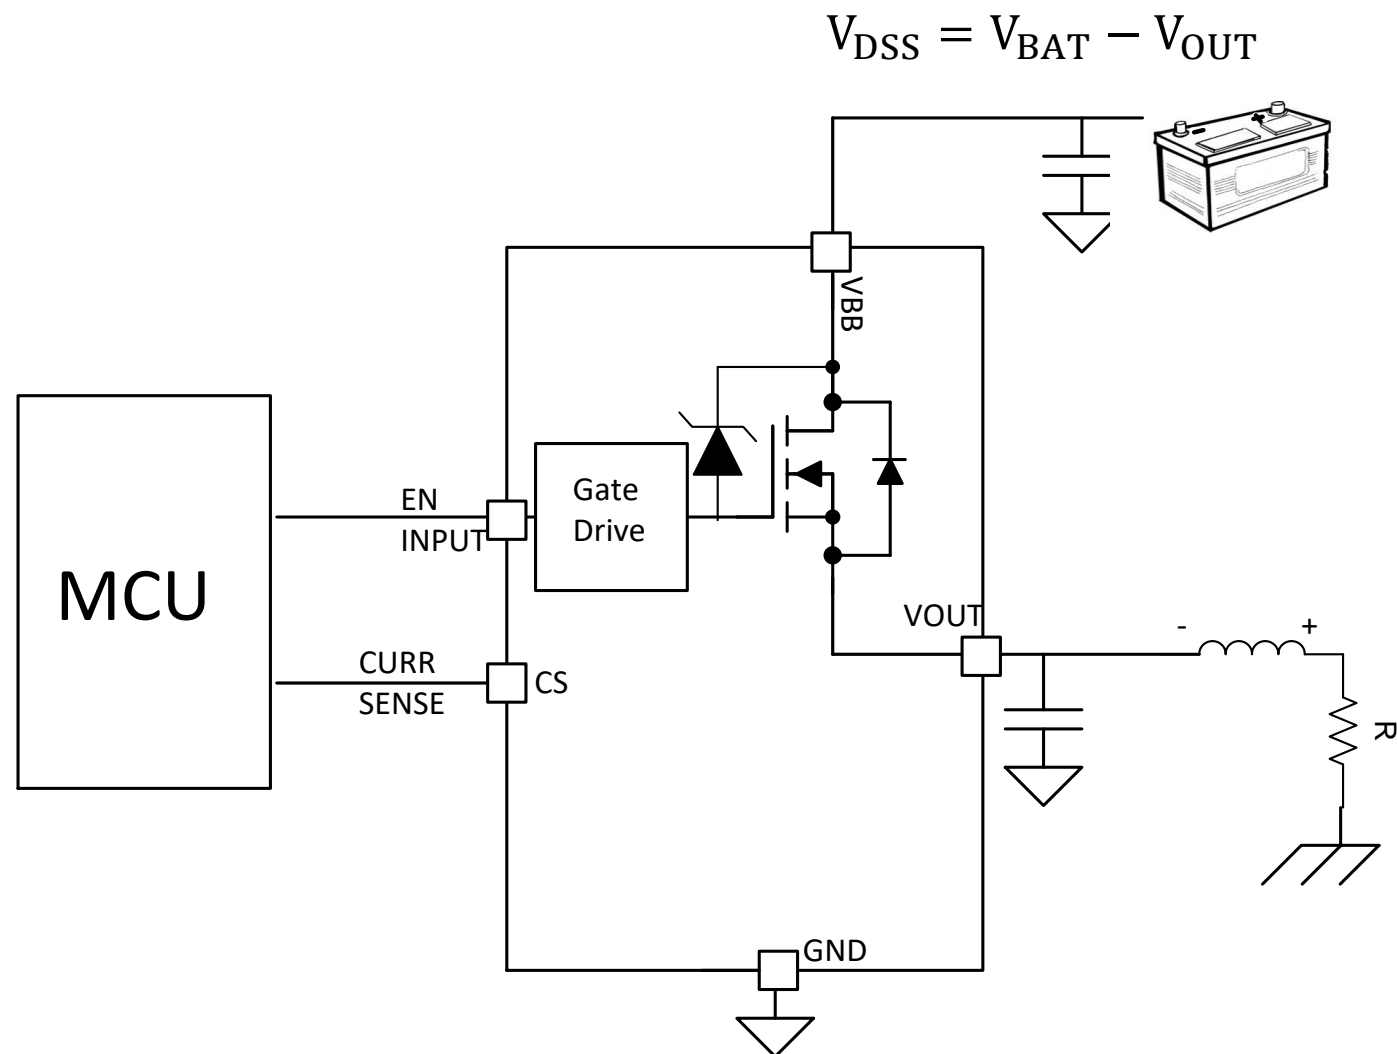 V_DSS = V_BAT − V_OUT
VBB
Gate
Drive
EN
INPUT
MCU
VOUT
- +
CURR
SENSE
CS
R
GND